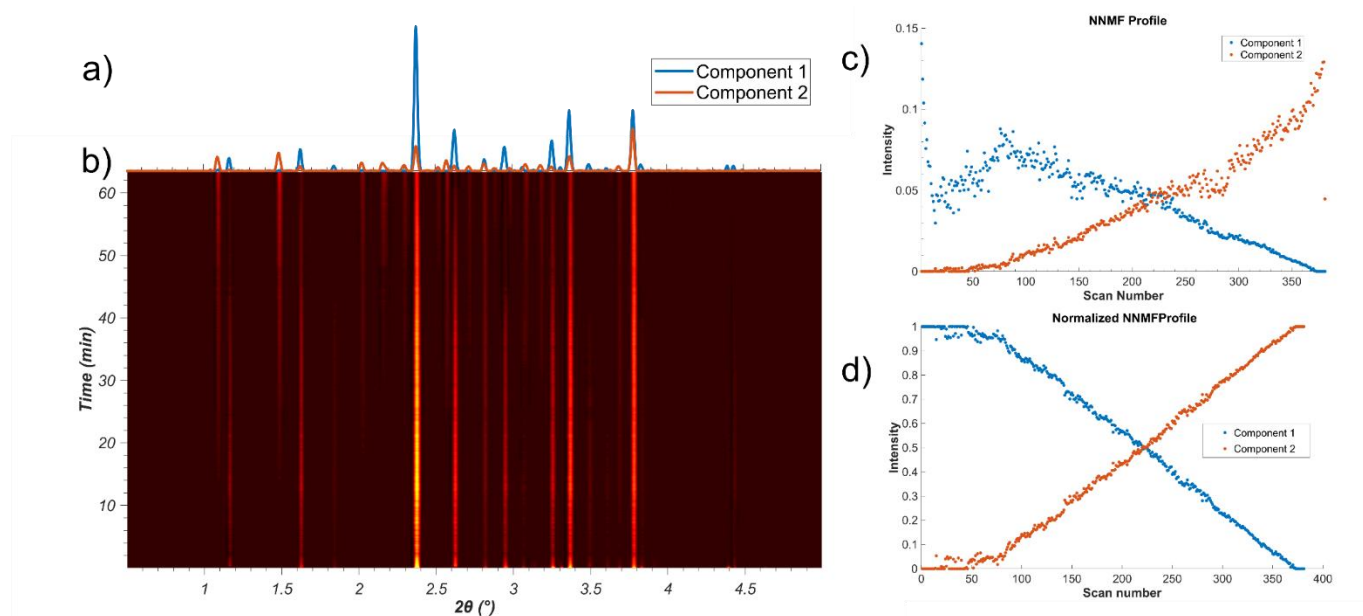 a)
Component 1
Component 2
b)
60
50
40
30
20
10
Time (min)
1
1.5
2
2.5
3
3.5
4
4.5
2θ (°)
c)
NNMF Profile
Component 1
Component 2
0.15
0.1
0.05
0
Intensity
50
100
150
200
250
300
350
Scan Number
d)
Normalized NNMFProfile
1
0.9
0.8
0.7
0.6
0.5
0.4
0.3
0.2
0.1
0
Intensity
Component 1
Component 2
0
50
100
150
200
250
300
350
400
Scan number